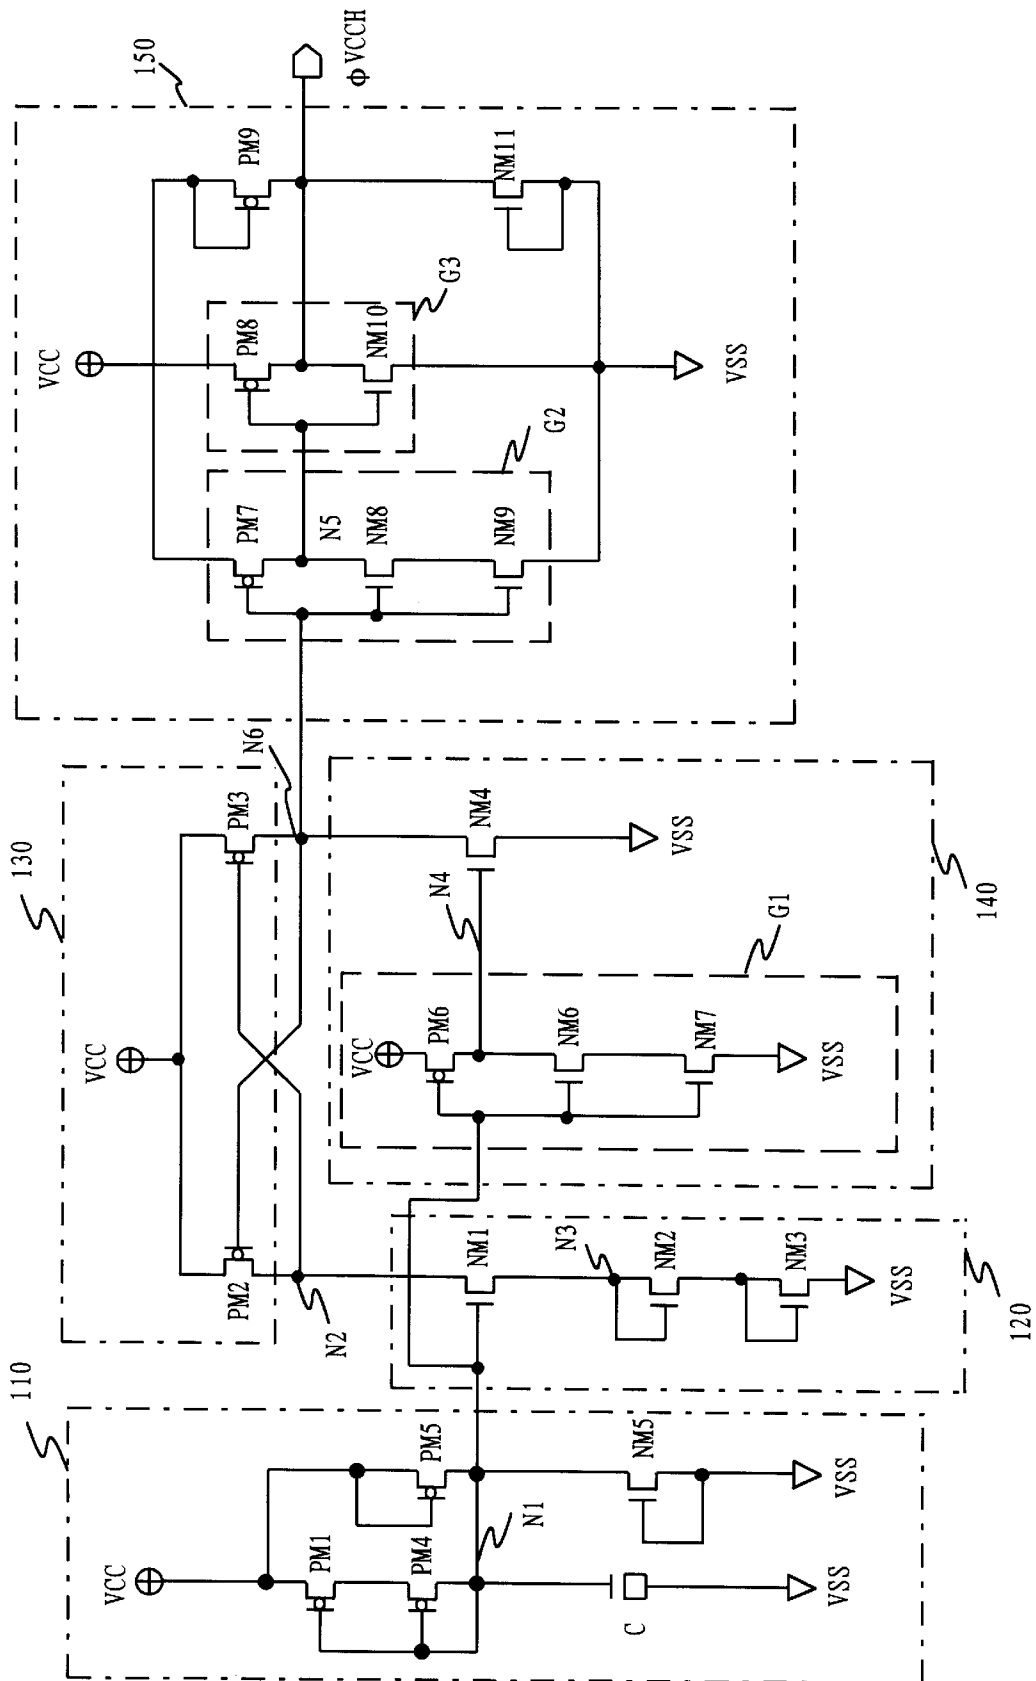 150
φVCCH
PM9
NM11
G3
VCC
PM8
NM10
VSS
G2
PM7
N5
NM8
NM9
N6
130
PM3
NM4
VSS
140
N4
G1
VCC
VCC
PM6
NM6
NM7
VSS
PM2
N2
NM1
N3
NM2
NM3
VSS
120
110
PM5
NM5
VSS
N1
VCC
PM1
PM4
C
VSS